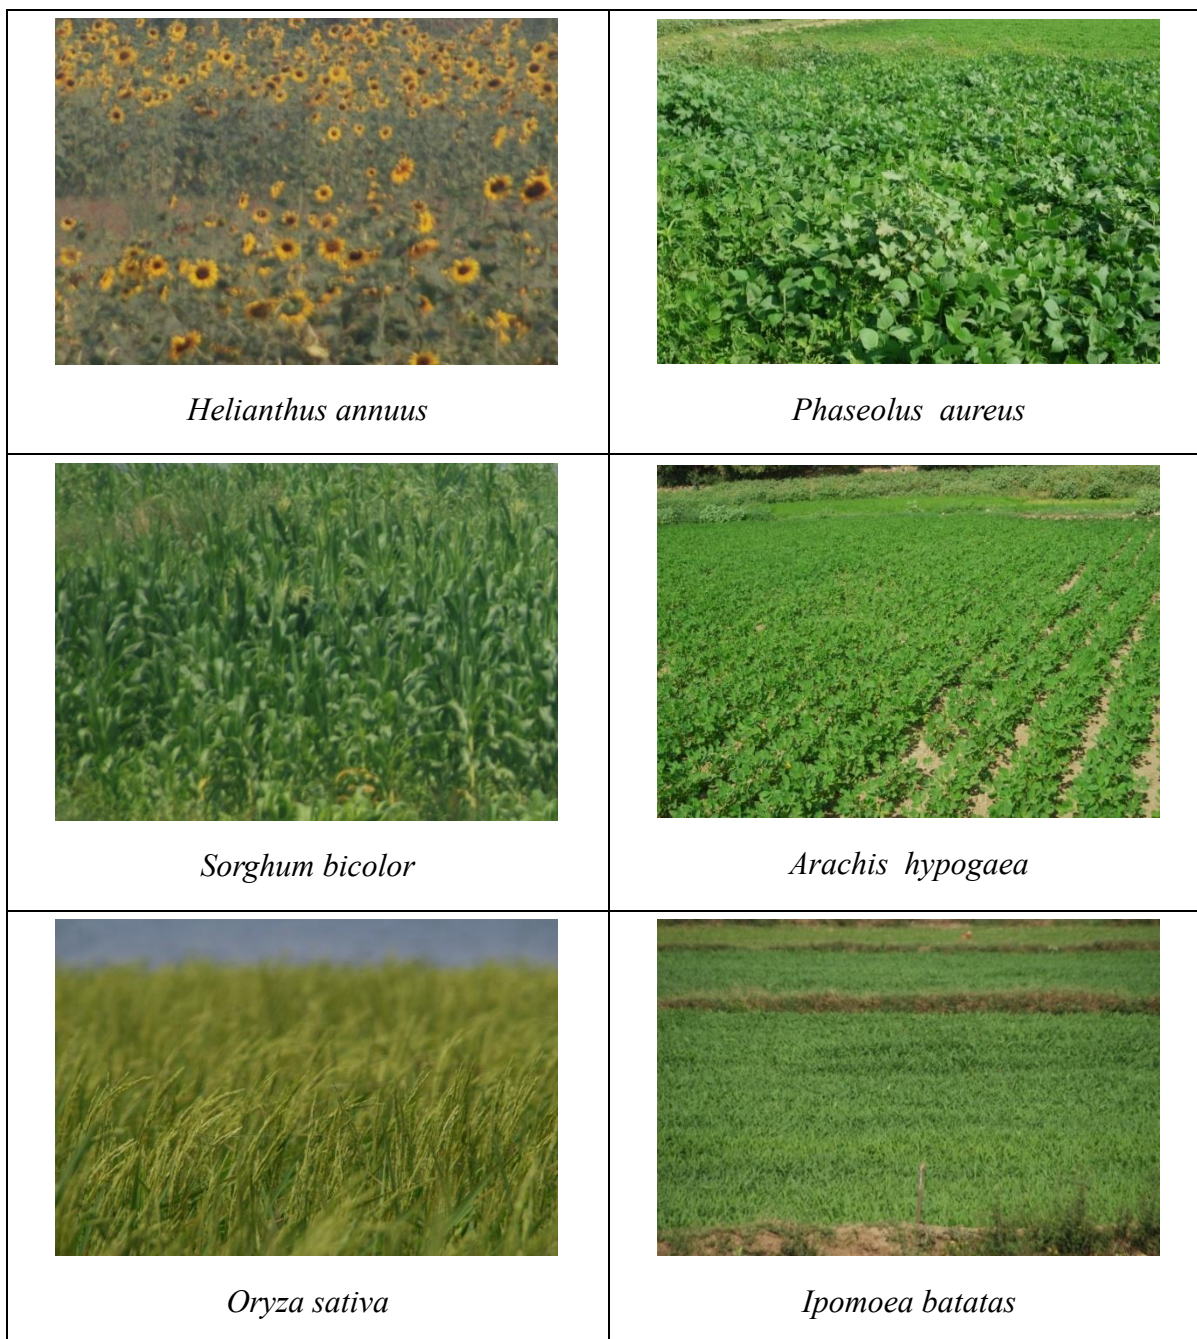 Helianthus annuus
Phaseolus  aureus
Sorghum bicolor
Arachis  hypogaea
Oryza sativa
Ipomoea batatas